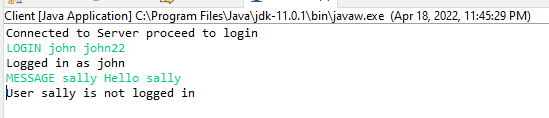 Client [Java Application] C:\Program Files\Java\jdk-11.0.1\bin\javaw.exe (Apr 18, 2022, 11:45:29 PM)
Connected to Server proceed to login
LOGIN john john22
Logged in as john
MESSAGE sally Hello sally
User sally is not logged in